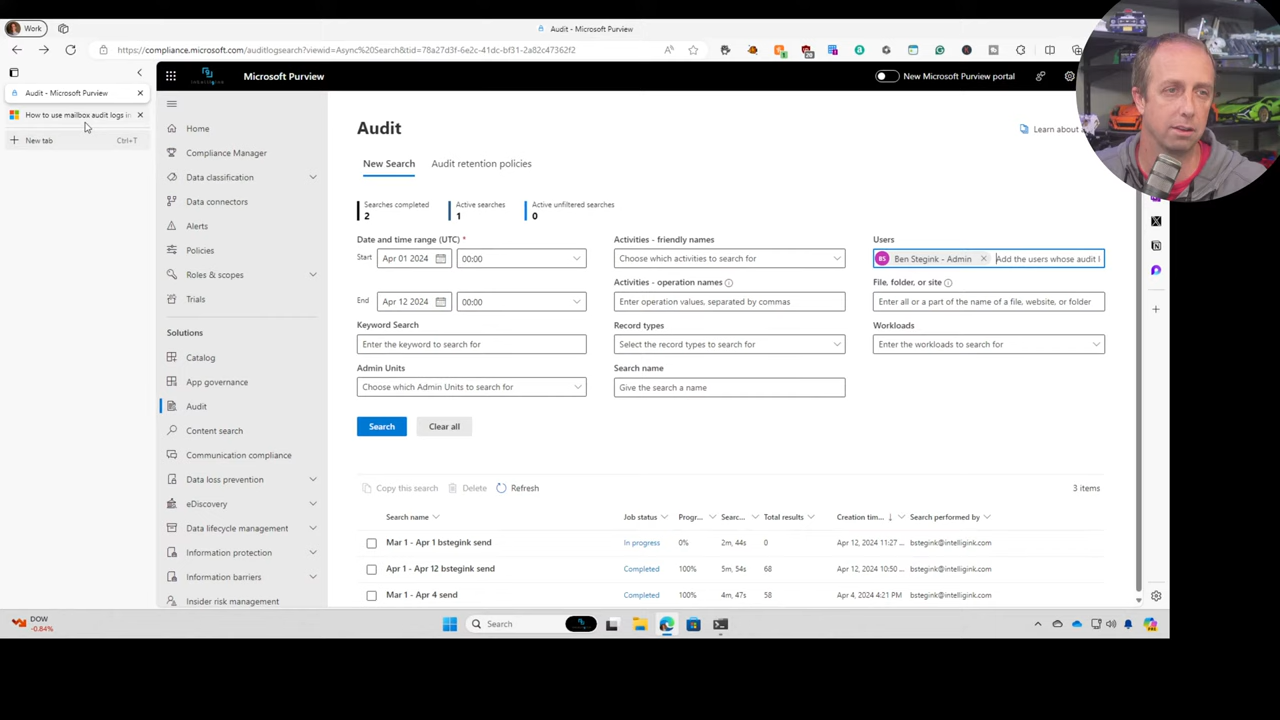 Work
Audit - Microsoft Purview
https://compliance.microsoft.com/auditlogsearch?viewid=Async%20Search&tid=78a27d3f-6e2c-41dc-bf31-2a82c47362f2
Audit - Microsoft Purview
How to use mailbox audit logs in
New tab
Ctrl+T
Microsoft Purview
New Microsoft Purview portal
Home
Compliance Manager
Data classification
Data connectors
Alerts
Policies
Roles & scopes
Trials
Solutions
Catalog
App governance
Audit
Content search
Communication compliance
Data loss prevention
eDiscovery
Data lifecycle management
Information protection
Information barriers
Insider risk management
Audit
Learn about
New Search
Audit retention policies
Searches completed
2
Active searches
1
Active unfiltered searches
0
Date and time range (UTC) *
Start
Apr 01 2024
00:00
End
Apr 12 2024
00:00
Keyword Search
Enter the keyword to search for
Admin Units
Choose which Admin Units to search for
Activities - friendly names
Choose which activities to search for
Activities - operation names
Enter operation values, separated by commas
Record types
Select the record types to search for
Search name
Give the search a name
Users
BS Ben Stegink - Admin
Add the users whose audit l
File, folder, or site
Enter all or a part of the name of a file, website, or folder
Workloads
Enter the workloads to search for
Search
Clear all
Copy this search
Delete
Refresh
3 items
Search name Job status Progr... Searc... Total results Creation tim... Search performed by
Mar 1 - Apr 1 bstegink send In progress 0% 2m, 44s 0 Apr 12, 2024 11:27 ... bstegink@intelligink.com
Apr 1 - Apr 12 bstegink send Completed 100% 5m, 54s 68 Apr 12, 2024 10:50 ... bstegink@intelligink.com
Mar 1 - Apr 4 send Completed 100% 4m, 47s 58 Apr 4, 2024 4:21 PM bstegink@intelligink.com
DOW
-0.84%
Search